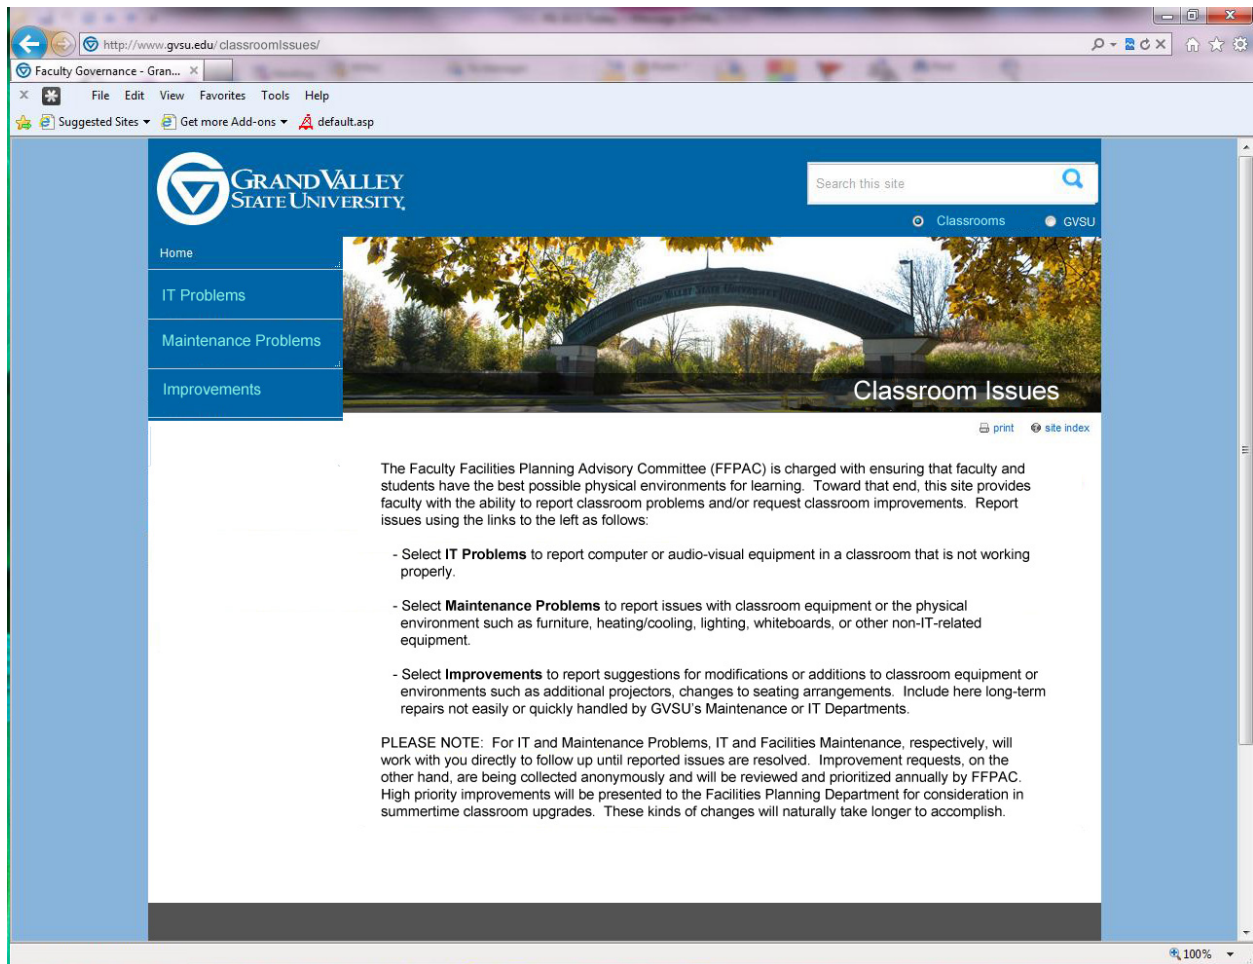 http://www.gvsu.edu/classroomIssues/
Faculty Governance - Gran...
File Edit View Favorites Tools Help
Suggested Sites Get more Add-ons default.asp
GRAND VALLEY
STATE UNIVERSITY
Search this site
Classrooms GVSU
Home
IT Problems
Maintenance Problems
Improvements
GRAND VALLEY STATE UNIVERSITY
Classroom Issues
print site index
The Faculty Facilities Planning Advisory Committee (FFPAC) is charged with ensuring that faculty and
students have the best possible physical environments for learning. Toward that end, this site provides
faculty with the ability to report classroom problems and/or request classroom improvements. Report
issues using the links to the left as follows:
- Select IT Problems to report computer or audio-visual equipment in a classroom that is not working
properly.
- Select Maintenance Problems to report issues with classroom equipment or the physical
environment such as furniture, heating/cooling, lighting, whiteboards, or other non-IT-related
equipment.
- Select Improvements to report suggestions for modifications or additions to classroom equipment or
environments such as additional projectors, changes to seating arrangements. Include here long-term
repairs not easily or quickly handled by GVSU's Maintenance or IT Departments.
PLEASE NOTE: For IT and Maintenance Problems, IT and Facilities Maintenance, respectively, will
work with you directly to follow up until reported issues are resolved. Improvement requests, on the
other hand, are being collected anonymously and will be reviewed and prioritized annually by FFPAC.
High priority improvements will be presented to the Facilities Planning Department for consideration in
summertime classroom upgrades. These kinds of changes will naturally take longer to accomplish.
100%